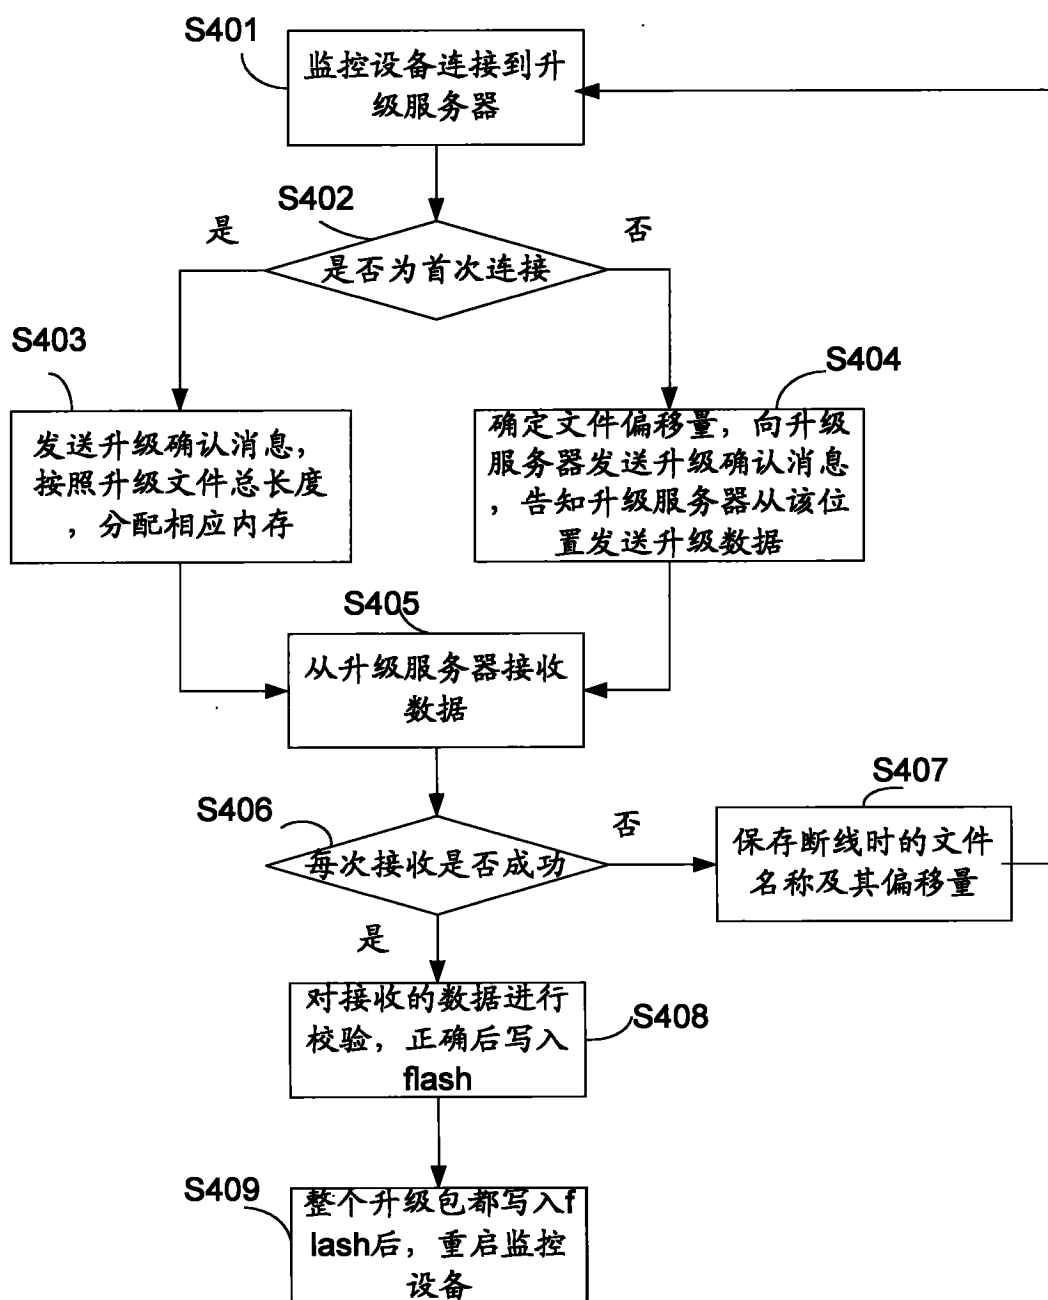 S401
监控设备连接到升
级服务器
S402
是
否
是否为首次连接
S403
S404
发送升级确认消息，
按照升级文件总长度
，分配相应内存
确定文件偏移量，向升级
服务器发送升级确认消息
，告知升级服务器从该位
置发送升级数据
S405
从升级服务器接收
数据
S406
否
S407
每次接收是否成功
保存断线时的文件
名称及其偏移量
是
对接收的数据进行
校验，正确后写入
flash
S408
S409
整个升级包都写入f
lash后，重启监控
设备